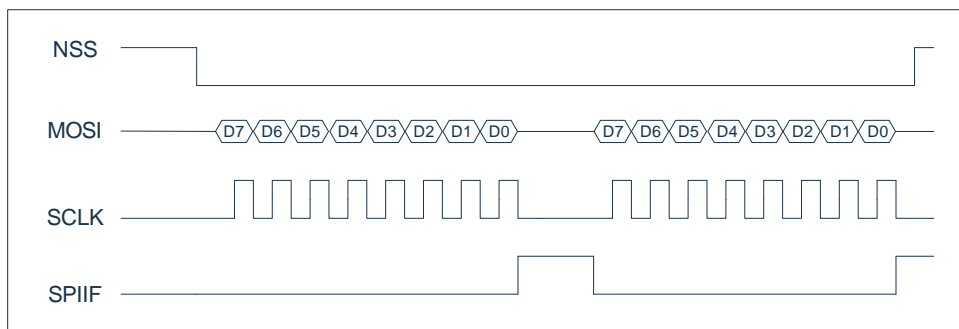 NSS
MOSI D7 D6 D5 D4 D3 D2 D1 D0 D7 D6 D5 D4 D3 D2 D1 D0
SCLK
SPIIF